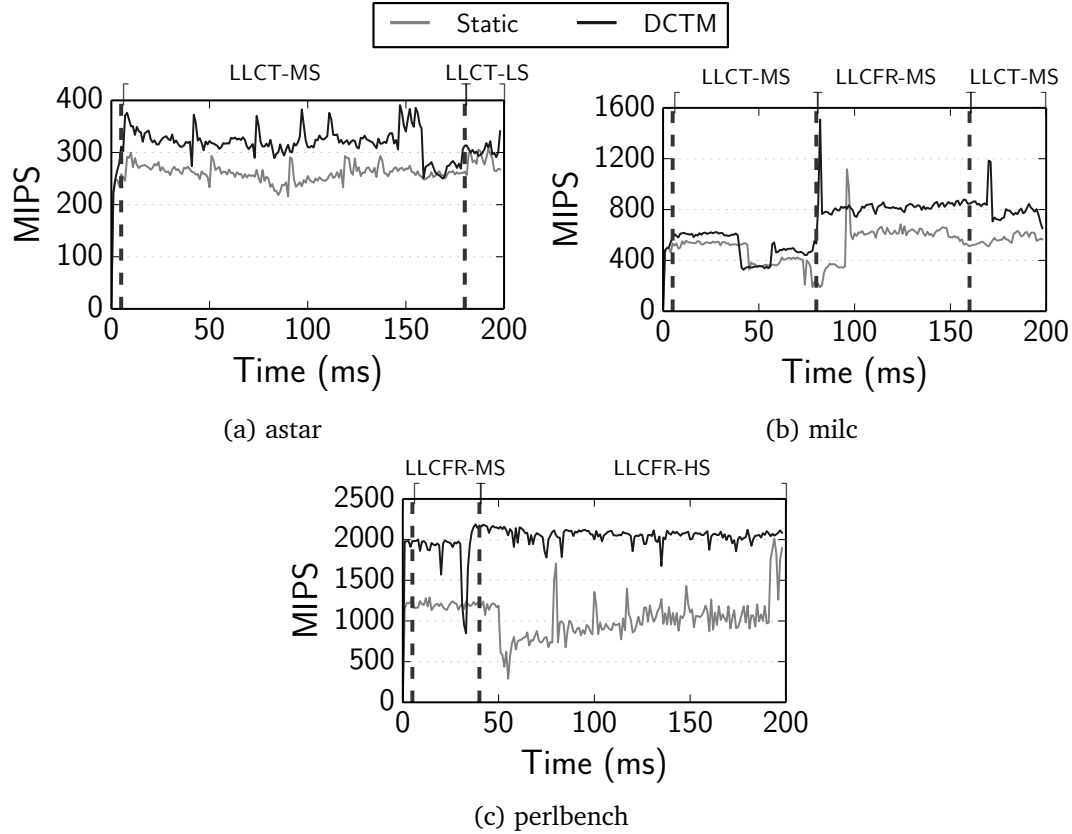 Static DCTM
LLCT-MS LLCT-LS
400
300
200
100
0
MIPS
0 50 100 150 200
Time (ms)
(a) astar
LLCT-MS LLCFR-MS LLCT-MS
1600
1200
800
400
0
MIPS
0 50 100 150 200
Time (ms)
(b) milc
LLCFR-MS LLCFR-HS
2500
2000
1500
1000
500
0
MIPS
0 50 100 150 200
Time (ms)
(c) perlbench